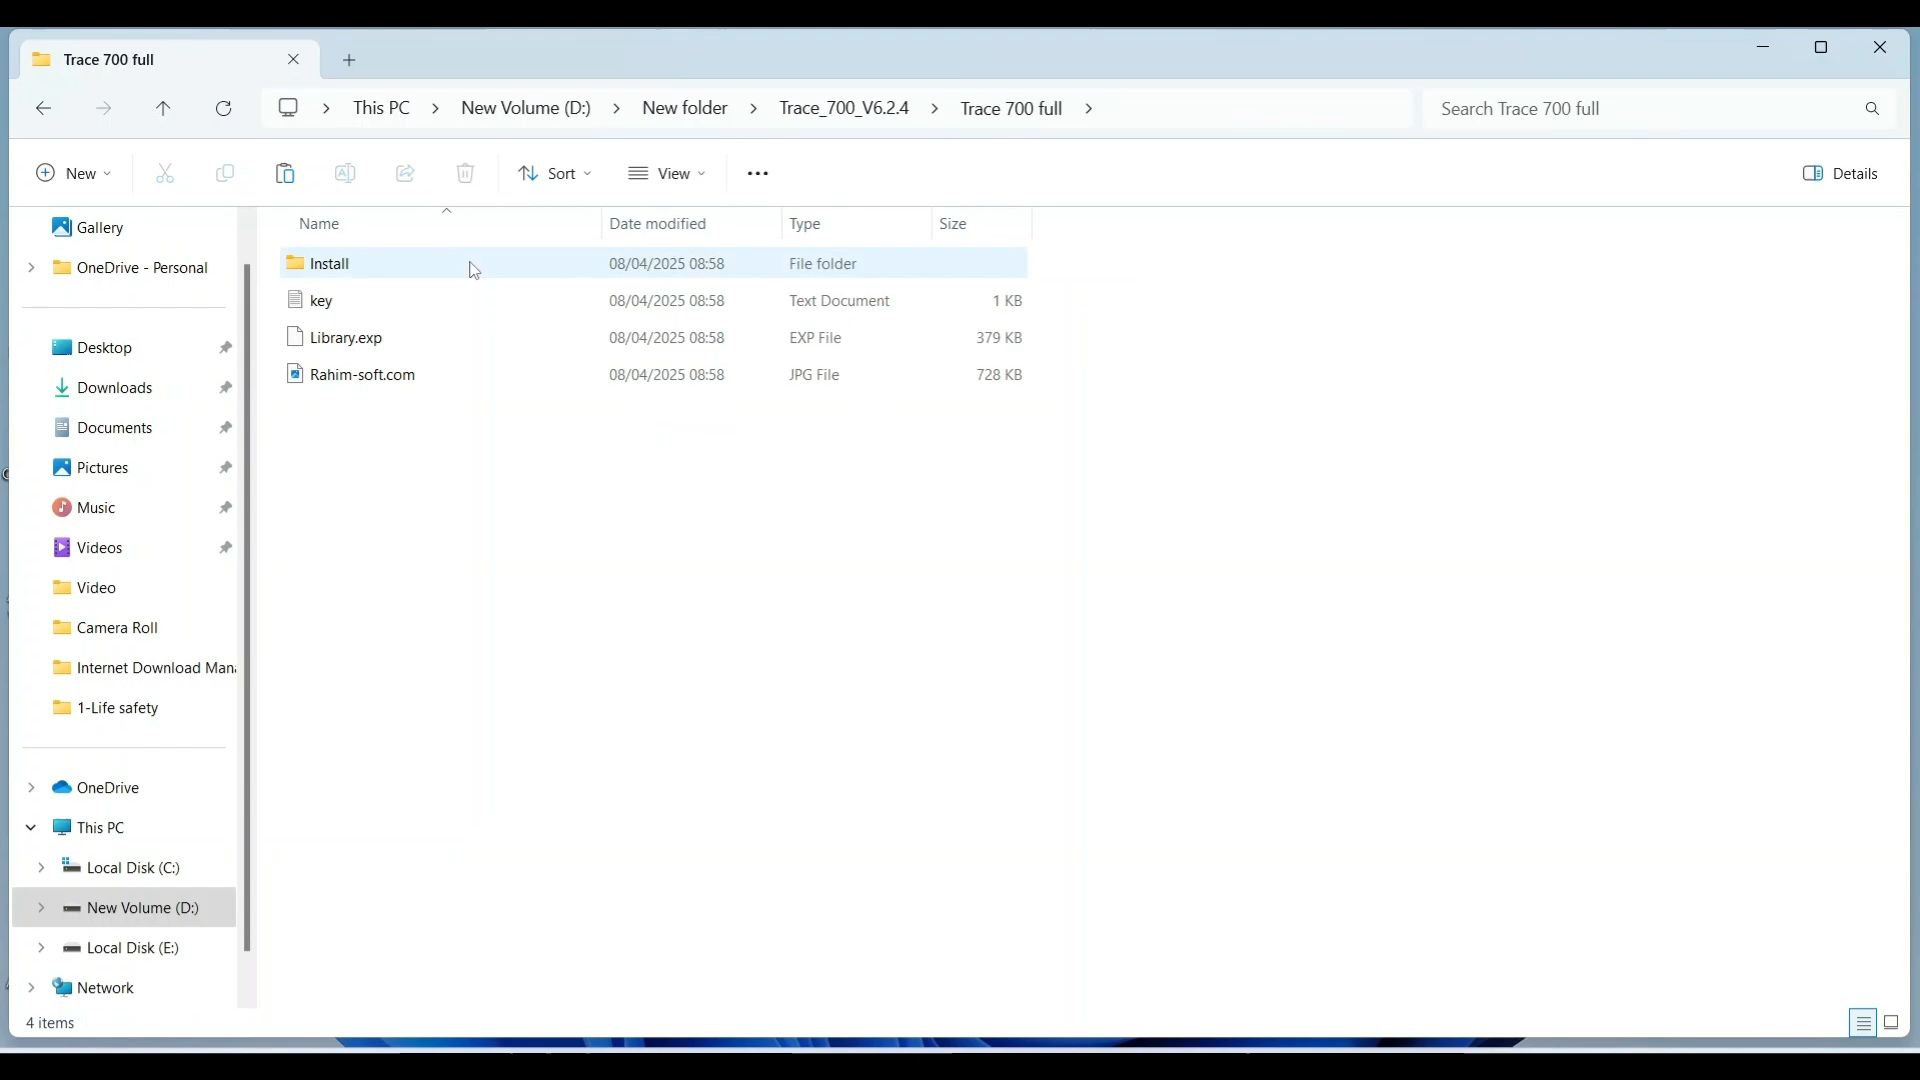 Trace 700 full
This PC
New Volume (D:)
New folder
Trace_700_V6.2.4
Trace 700 full
Search Trace 700 full
New
Sort
View
Details
Name
Date modified
Type
Size
Install 08/04/2025 08:58 File folder
key 08/04/2025 08:58 Text Document 1 KB
Library.exp 08/04/2025 08:58 EXP File 379 KB
Rahim-soft.com 08/04/2025 08:58 JPG File 728 KB
Gallery
OneDrive - Personal
Desktop
Downloads
Documents
Pictures
Music
Videos
Video
Camera Roll
Internet Download Man
1-Life safety
OneDrive
This PC
Local Disk (C:)
New Volume (D:)
Local Disk (E:)
Network
4 items